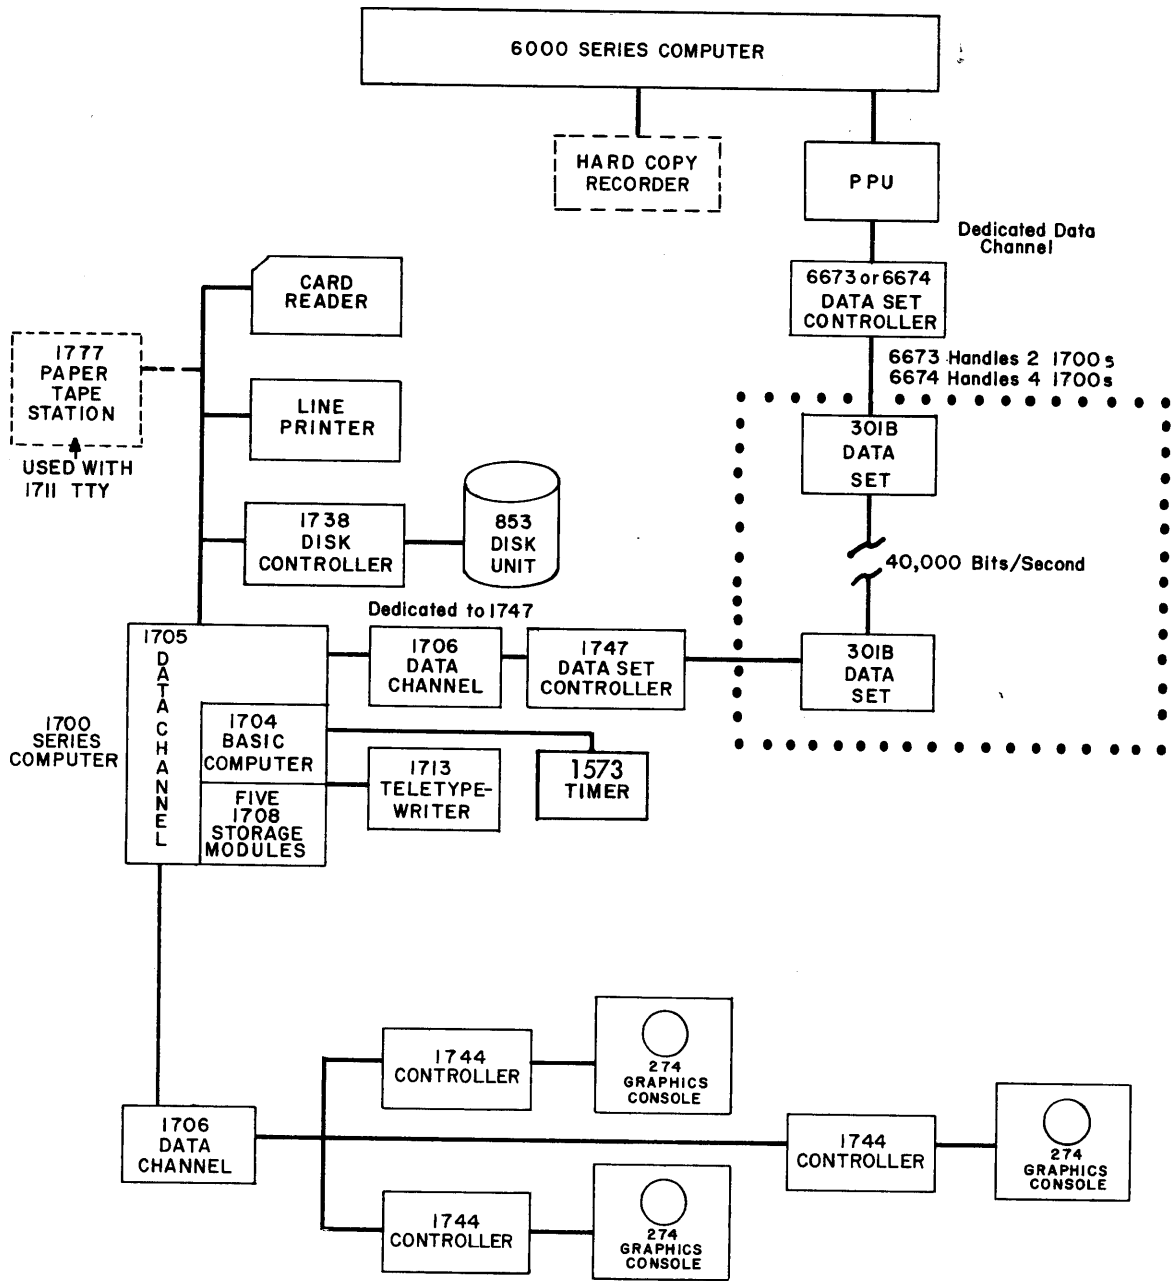 6000 SERIES COMPUTER
HARD COPY
RECORDER
PPU
Dedicated Data
Channel
6673 or 6674
DATA SET
CONTROLLER
6673 Handles 2 1700s
6674 Handles 4 1700s
CARD
READER
1777
PAPER
TAPE
STATION
USED WITH
1711 TTY
LINE
PRINTER
1738
DISK
CONTROLLER
853
DISK
UNIT
301B
DATA
SET
40,000 Bits/Second
301B
DATA
SET
Dedicated to 1747
1706
DATA
CHANNEL
1747
DATA SET
CONTROLLER
1700
SERIES
COMPUTER
1705
DATA CHANNEL
1704
BASIC
COMPUTER
FIVE
1708
STORAGE
MODULES
1713
TELETYPE-
WRITER
1573
TIMER
1706
DATA
CHANNEL
1744
CONTROLLER
274
GRAPHICS
CONSOLE
1744
CONTROLLER
274
GRAPHICS
CONSOLE
1744
CONTROLLER
274
GRAPHICS
CONSOLE